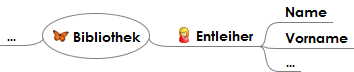 ...
Bibliothek
Entleiher
Name
Vorname
...